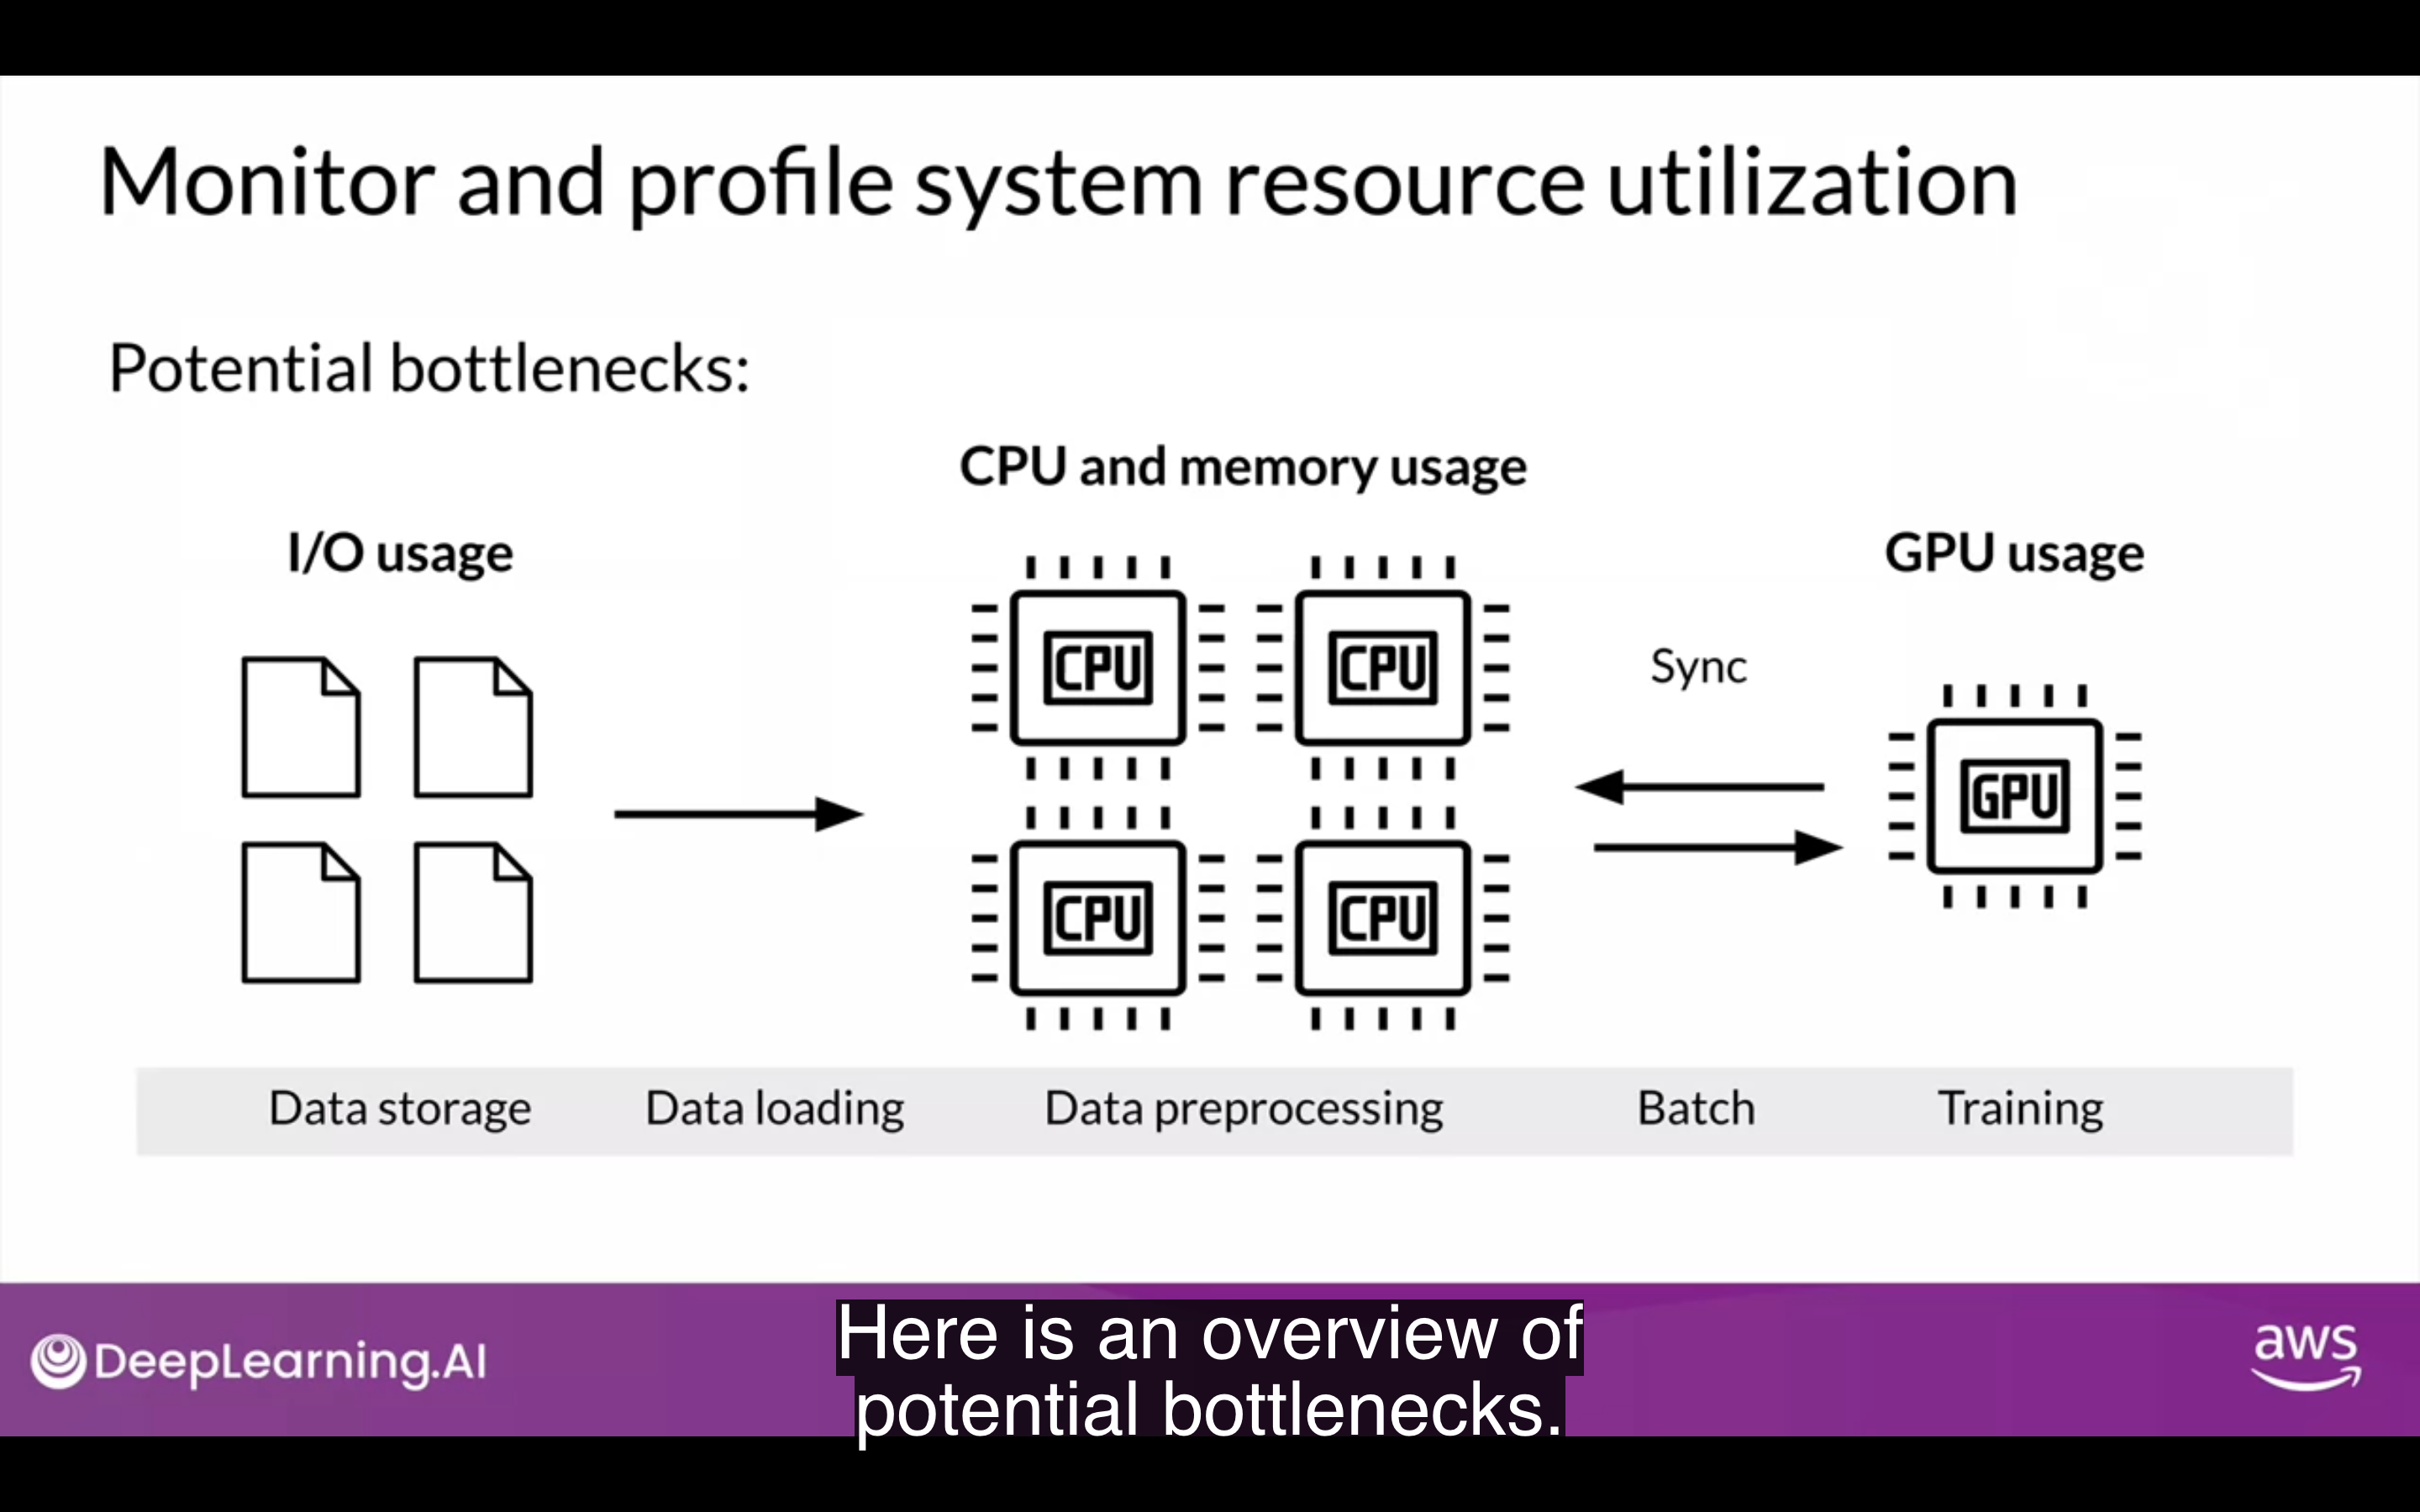 Monitor and profile system resource utilization
Potential bottlenecks:
CPU and memory usage
I/O usage
GPU usage
CPU
CPU
Sync
GPU
CPU
CPU
Data storage
Data loading
Data preprocessing
Batch
Training
DeepLearning.AI
Here is an overview of
potential bottlenecks.
aws